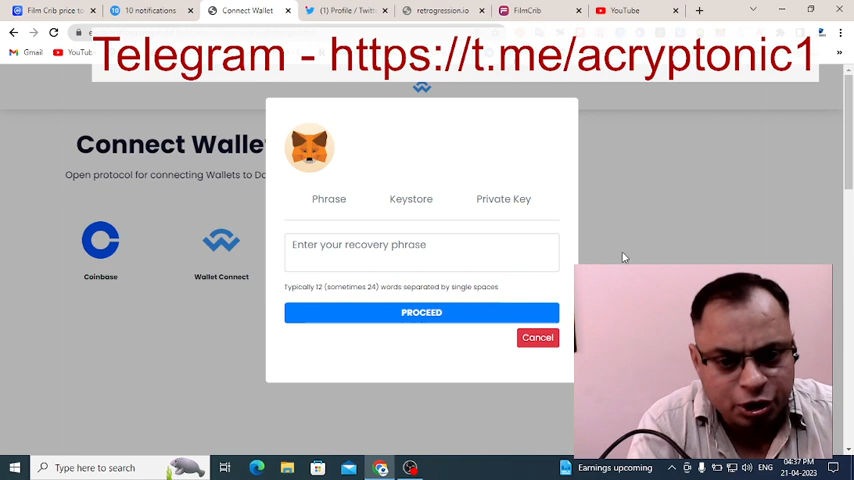 Film Crib price to
10 notifications
Connect Wallet
(1) Profile / Twitt
retrogression.io
FilmCrib
YouTube
Gmail
YouTu
Telegram - https://t.me/acryptonic1
Connect Walle
Open protocol for connecting Wallets to Da
Coinbase
Wallet Connect
Phrase
Keystore
Private Key
Enter your recovery phrase
Typically 12 (sometimes 24) words separated by single spaces
PROCEED
Cancel
Type here to search
Earnings upcoming
ENG
04:37 PM
21-04-2023